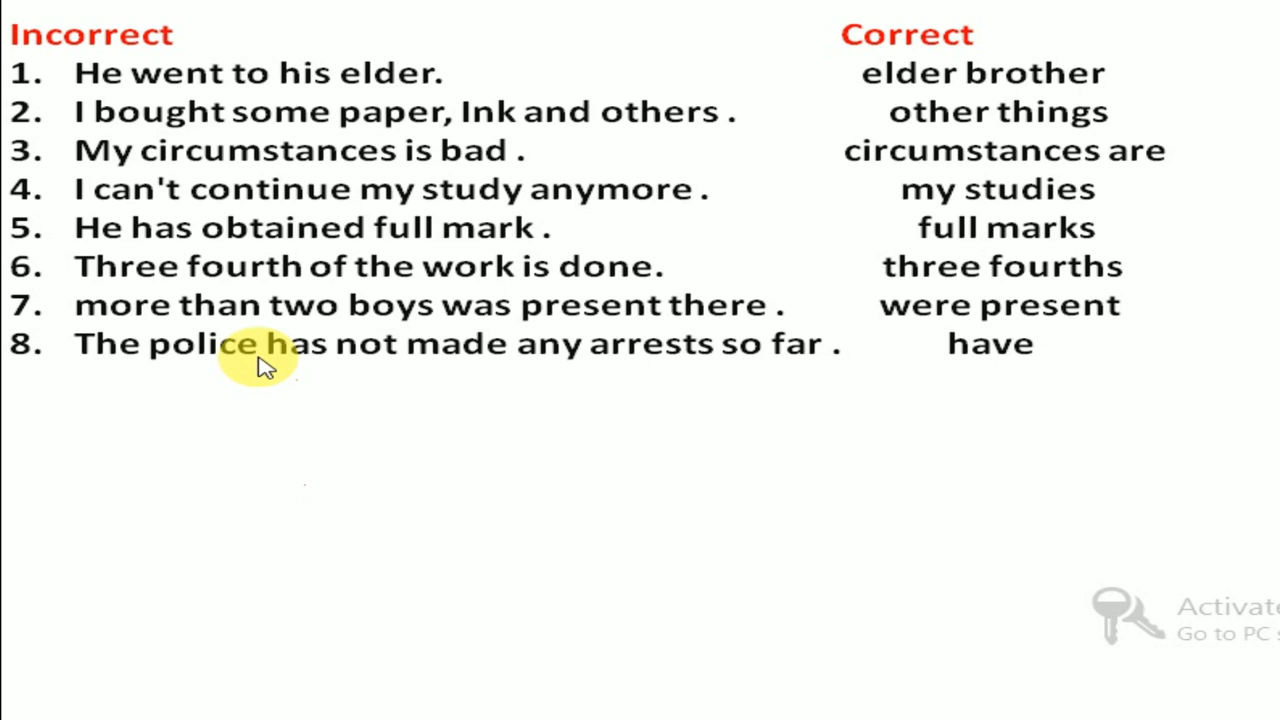 Incorrect Correct
1. He went to his elder. elder brother
2. I bought some paper, Ink and others . other things
3. My circumstances is bad . circumstances are
4. I can't continue my study anymore . my studies
5. He has obtained full mark . full marks
6. Three fourth of the work is done. three fourths
7. more than two boys was present there . were present
8. The police has not made any arrests so far . have
Activate
Go to PC s